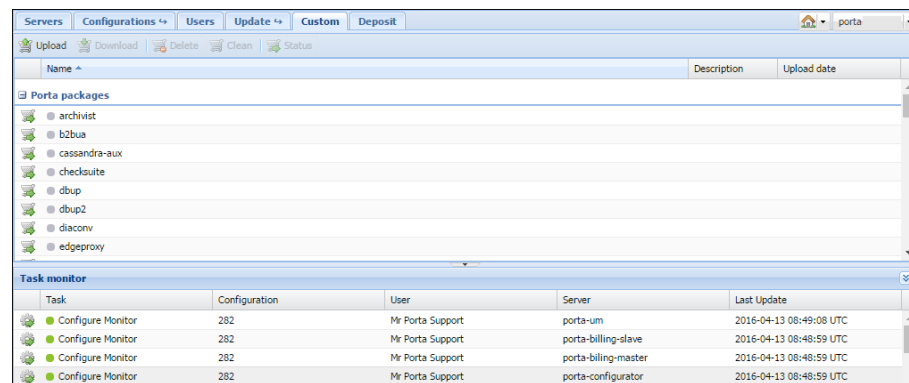 Servers Configurations ↪ Users Update ↪ Custom Deposit porta
Upload Download Delete Clean Status
Name Description Upload date
Porta packages
archivist
b2bua
cassandra-aux
checksuite
dbup
dbup2
diaconv
edgeproxy
Task monitor
Task Configuration User Server Last Update
Configure Monitor 282 Mr Porta Support porta-um 2016-04-13 08:49:08 UTC
Configure Monitor 282 Mr Porta Support porta-billing-slave 2016-04-13 08:48:59 UTC
Configure Monitor 282 Mr Porta Support porta-biling-master 2016-04-13 08:48:59 UTC
Configure Monitor 282 Mr Porta Support porta-configurator 2016-04-13 08:48:59 UTC